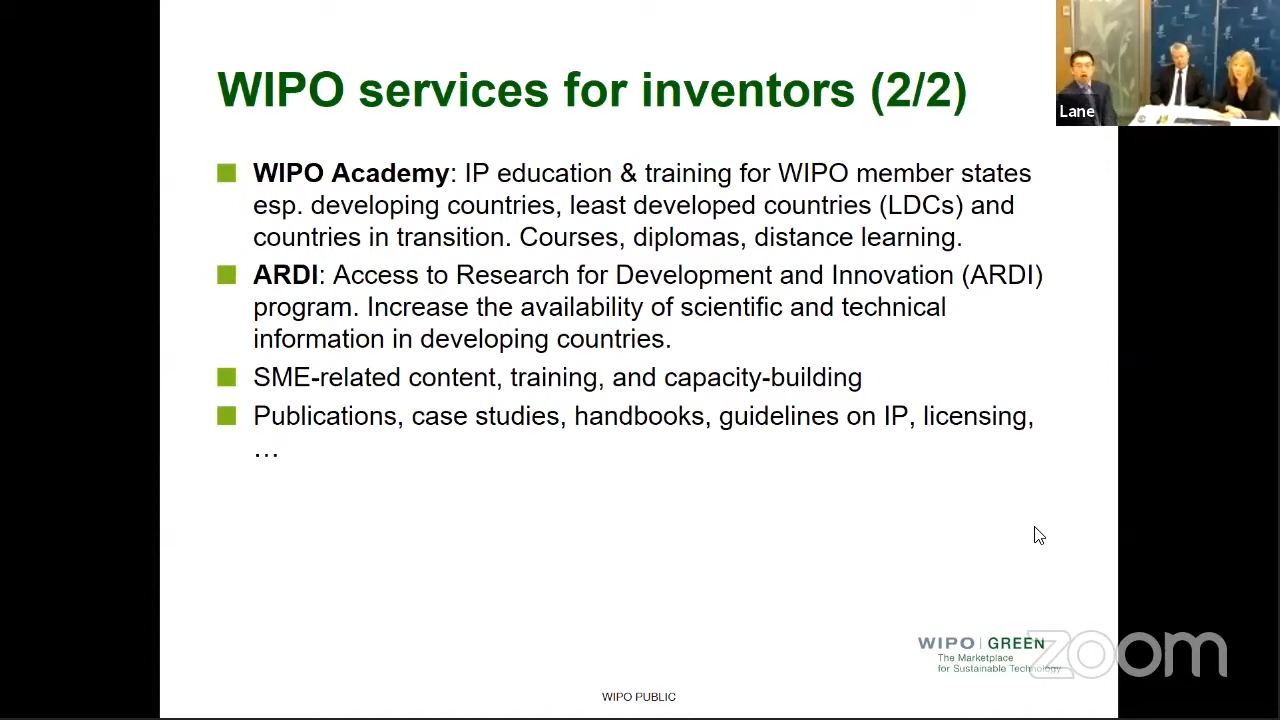 WIPO services for inventors (2/2)
Lane
WIPO Academy: IP education & training for WIPO member states
esp. developing countries, least developed countries (LDCs) and
countries in transition. Courses, diplomas, distance learning.
ARDI: Access to Research for Development and Innovation (ARDI)
program. Increase the availability of scientific and technical
information in developing countries.
SME-related content, training, and capacity-building
Publications, case studies, handbooks, guidelines on IP, licensing,
…
WIPO | GREEN
The Marketplace
for Sustainable Technology
zoom
WIPO PUBLIC